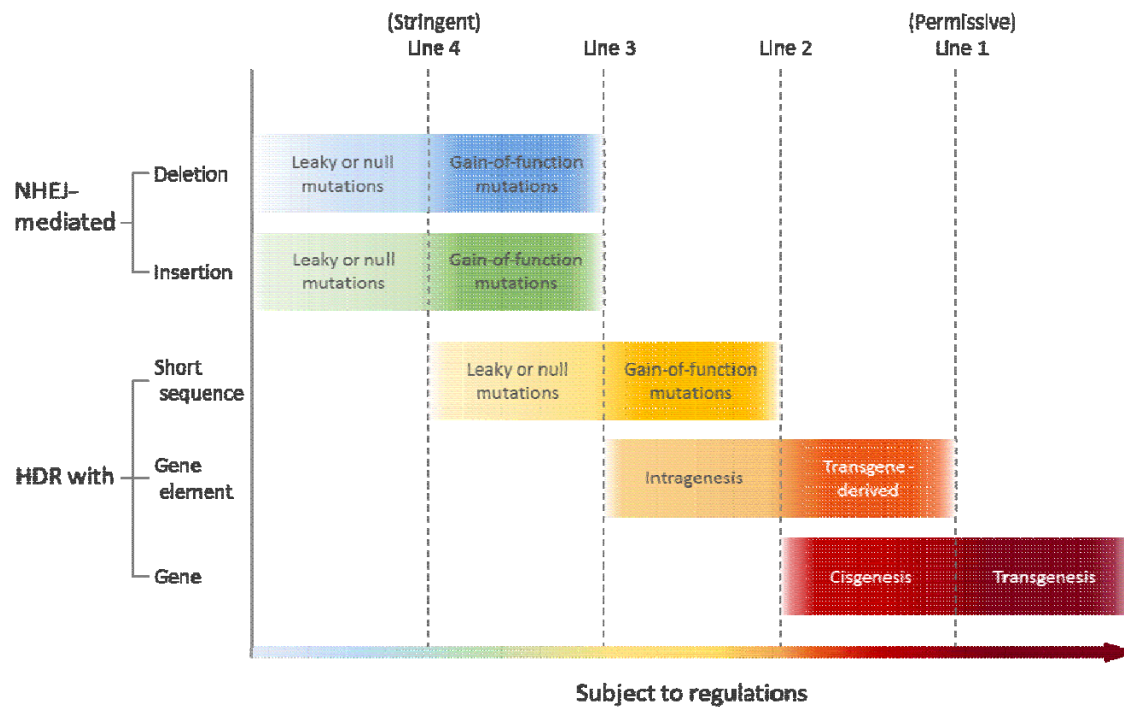 (Stringent)
Line 4
Line 3
Line 2
(Permissive)
Line 1
NHEJ-
mediated
Deletion
Leaky or null
mutations
Gain-of-function
mutations
Insertion
Leaky or null
mutations
Gain-of-function
mutations
HDR with
Short
sequence
Leaky or null
mutations
Gain-of-function
mutations
Gene
element
Intragenesis
Transgene-
derived
Gene
Cisgenesis
Transgenesis
Subject to regulations